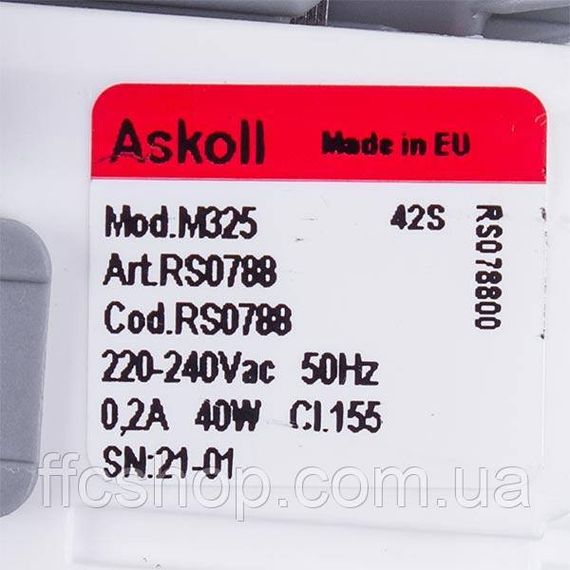 Askoll Made in EU
Mod.M325 42S
Art.RS0788
Cod.RS0788
220-240Vac 50Hz
0,2A 40W Cl.155
SN:21-01
RS078800
ffcshop.com.ua